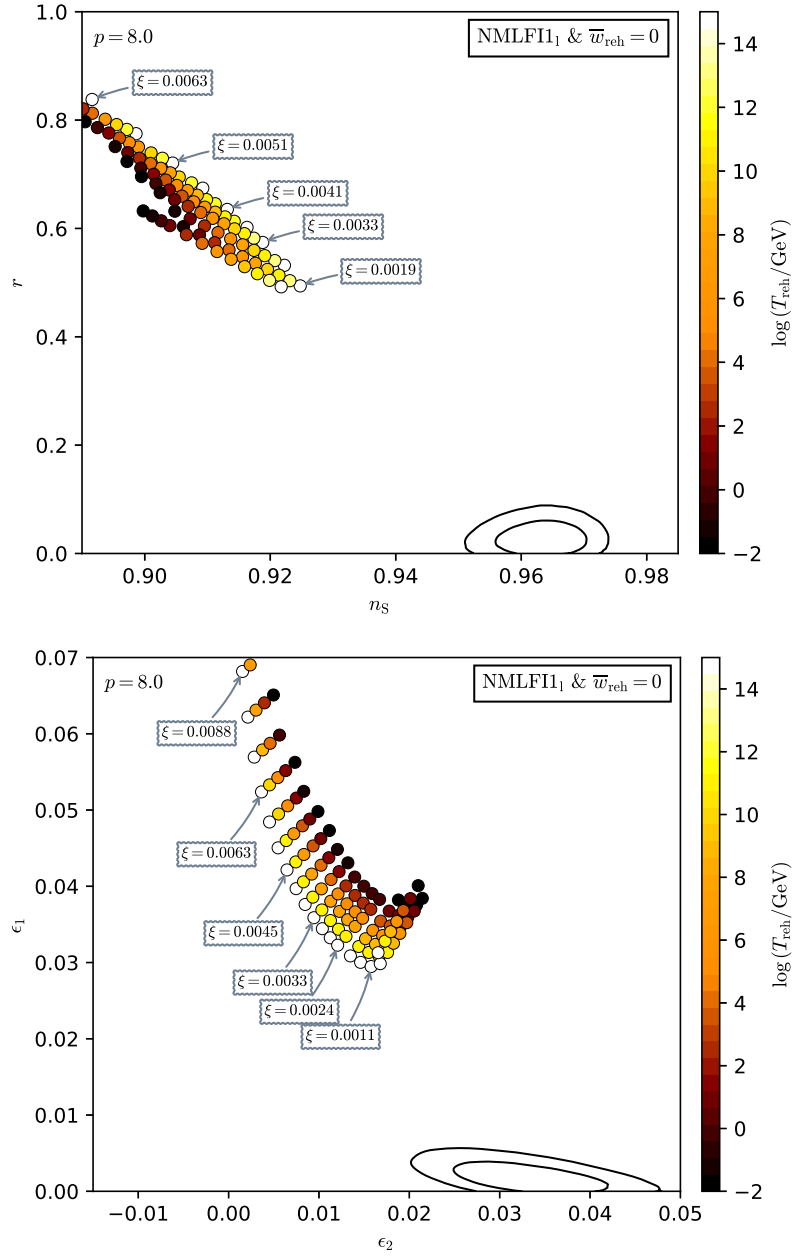 p = 8.0
NMLFI1ₗ & w̅_reh = 0
ξ = 0.0063
ξ = 0.0051
ξ = 0.0041
ξ = 0.0033
ξ = 0.0019
1.0
0.8
0.6
0.4
0.2
0.0
r
0.90
0.92
0.94
0.96
0.98
n_S
14
12
10
8
6
4
2
0
−2
log (T_reh/GeV)
p = 8.0
NMLFI1ₗ & w̅_reh = 0
ξ = 0.0088
ξ = 0.0063
ξ = 0.0045
ξ = 0.0033
ξ = 0.0024
ξ = 0.0011
0.07
0.06
0.05
0.04
0.03
0.02
0.01
0.00
ϵ₁
−0.01
0.00
0.01
0.02
0.03
0.04
0.05
ϵ₂
14
12
10
8
6
4
2
0
−2
log (T_reh/GeV)